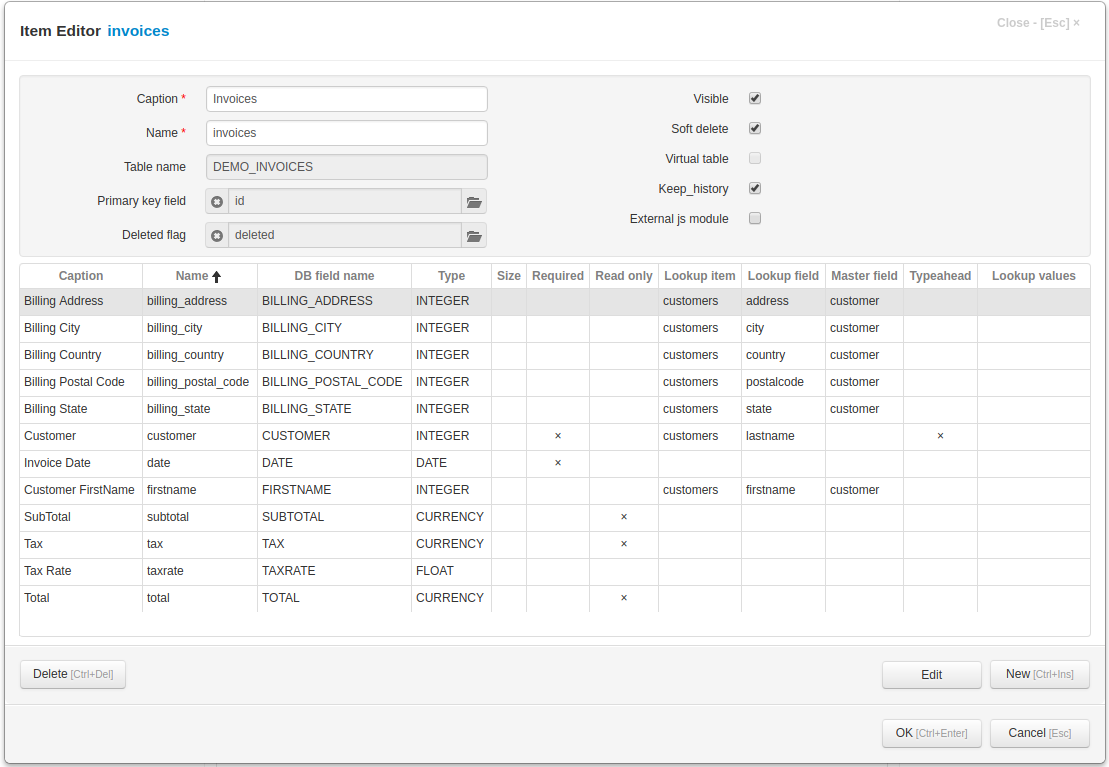 Item Editor invoices
Close - [Esc] ×
Caption * Invoices
Visible
Name * invoices
Soft delete
Table name DEMO_INVOICES
Virtual table
Primary key field id
Keep_history
Deleted flag deleted
External js module
Caption Name DB field name Type Size Required Read only Lookup item Lookup field Master field Typeahead Lookup values
Billing Address billing_address BILLING_ADDRESS INTEGER customers address customer
Billing City billing_city BILLING_CITY INTEGER customers city customer
Billing Country billing_country BILLING_COUNTRY INTEGER customers country customer
Billing Postal Code billing_postal_code BILLING_POSTAL_CODE INTEGER customers postalcode customer
Billing State billing_state BILLING_STATE INTEGER customers state customer
Customer customer CUSTOMER INTEGER × customers lastname ×
Invoice Date date DATE DATE ×
Customer FirstName firstname FIRSTNAME INTEGER customers firstname customer
SubTotal subtotal SUBTOTAL CURRENCY ×
Tax tax TAX CURRENCY ×
Tax Rate taxrate TAXRATE FLOAT
Total total TOTAL CURRENCY ×
Delete [Ctrl+Del]
Edit
New [Ctrl+Ins]
OK [Ctrl+Enter]
Cancel [Esc]